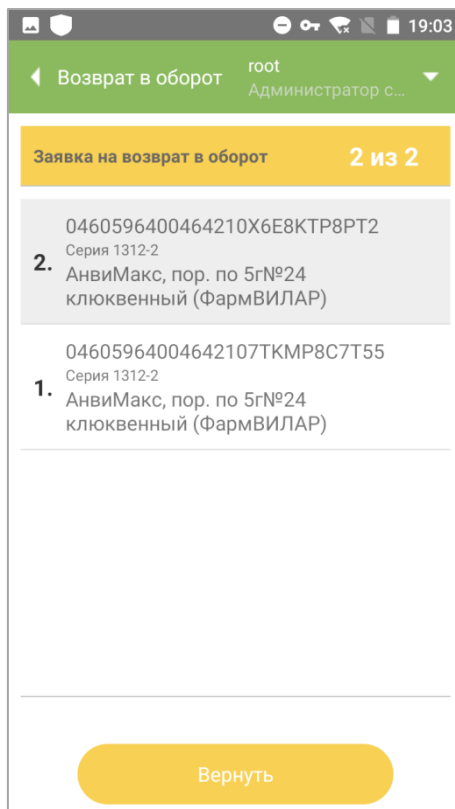 19:03
Возврат в оборот
root
Администратор с...
Заявка на возврат в оборот 2 из 2
2.
0460596400464210X6E8KTP8PT2
Серия 1312-2
АнвиМакс, пор. по 5г№24
клюквенный (ФармВИЛАР)
1.
04605964004642107TKMP8C7T55
Серия 1312-2
АнвиМакс, пор. по 5г№24
клюквенный (ФармВИЛАР)
Вернуть